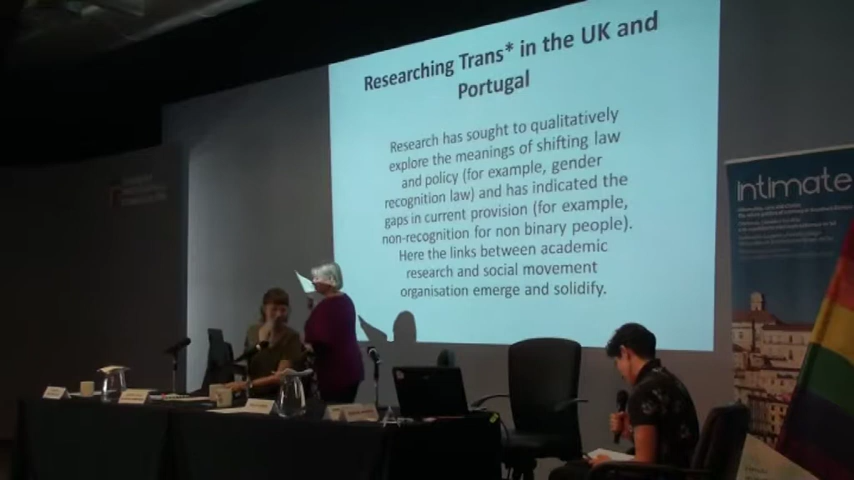 Researching Trans* in the UK and
Portugal
Research has sought to qualitatively
explore the meanings of shifting law
and policy (for example, gender
recognition law) and has indicated the
gaps in current provision (for example,
non-recognition for non binary people).
Here the links between academic
research and social movement
organisation emerge and solidify.
intimate